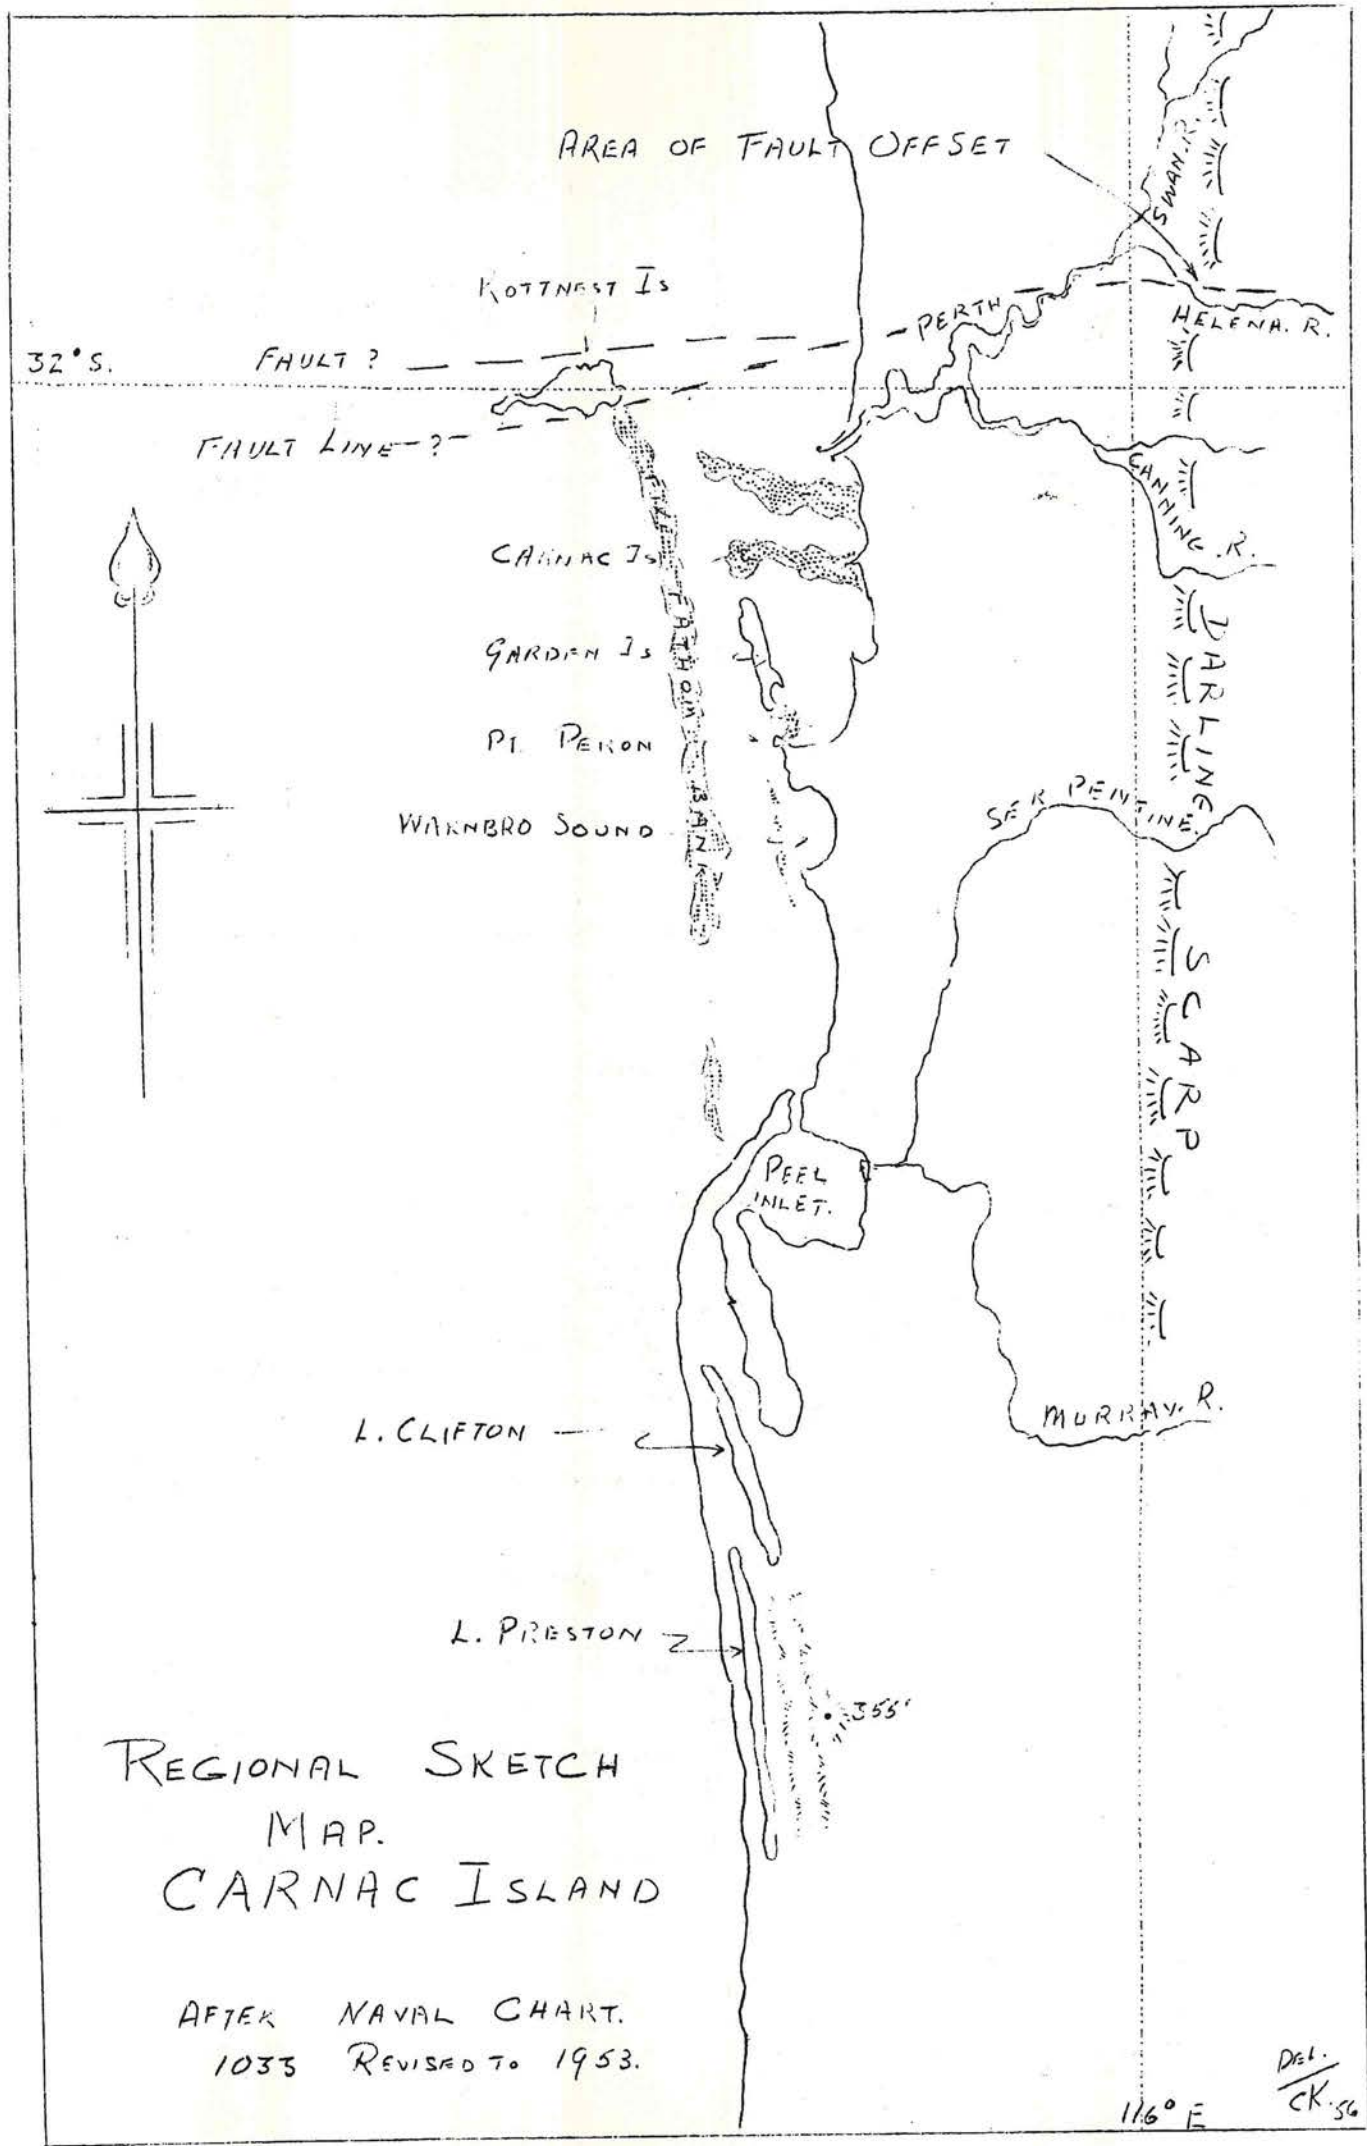 AREA OF FAULT OFFSET
SWAN. R.
ROTTNEST IS
PERTH
HELENA. R.
32° S.
FAULT ?
FAULT LINE - ? -
CANNING. R.
FIVE FATHOM BANK
CARNAC IS
GARDEN IS
PT. PERON
WARNBRO SOUND
DARLING SCARP
SERPENTINE
PEEL
INLET.
L. CLIFTON
MURRAY. R.
L. PRESTON
355'
REGIONAL SKETCH
MAP.
CARNAC ISLAND
AFTER NAVAL CHART.
1033 REVISED TO 1953.
116° E
DEL.
CK. 56